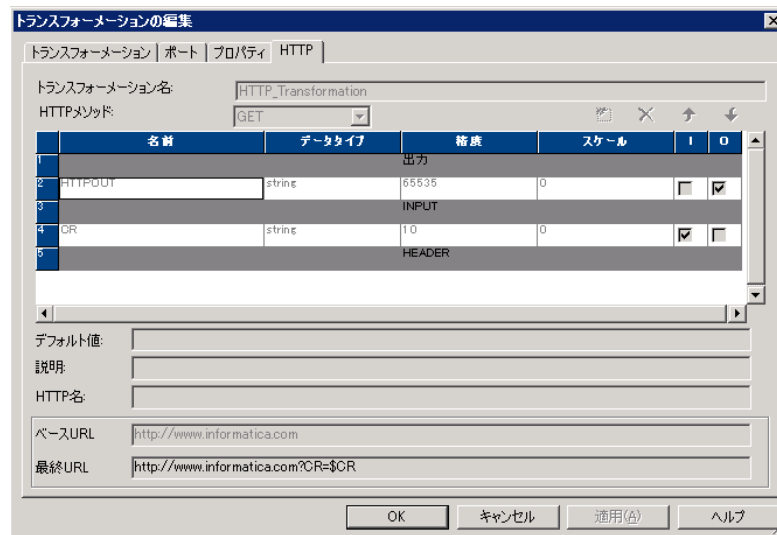 トランスフォーメーションの編集
トランスフォーメーション ポート プロパティ HTTP
トランスフォーメーション名: HTTP_Transformation
HTTPメソッド: GET
名前 データタイプ 精度 スケール I O
1 出力
2 HTTPOUT string 65535 0
3 INPUT
4 CR string 10 0
5 HEADER
デフォルト値:
説明:
HTTP名:
ベースURL http://www.informatica.com
最終URL http://www.informatica.com?CR=$CR
OK キャンセル 適用(A) ヘルプ